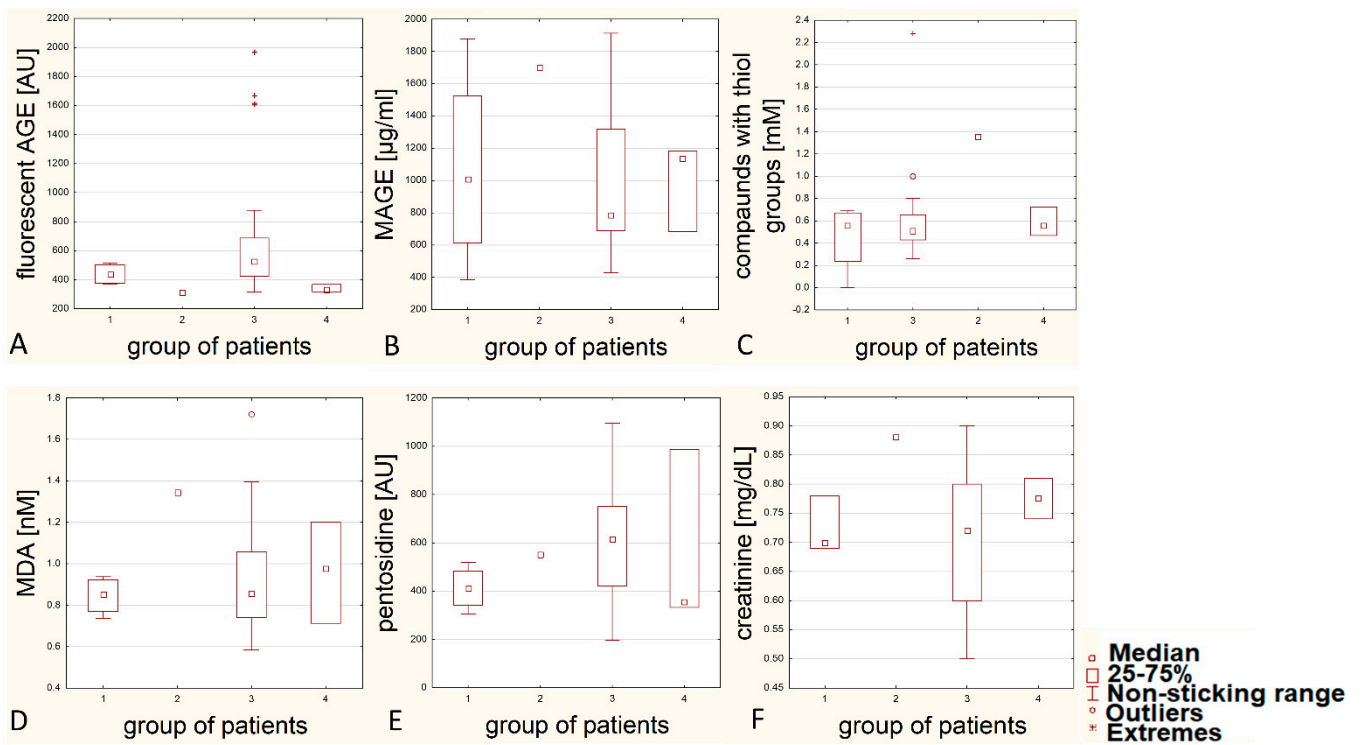 fluorescent AGE [AU]
2200
2000
1800
1600
1400
1200
1000
800
600
400
200
1 2 3 4
A
group of patients
MAGE [µg/ml]
2000
1800
1600
1400
1200
1000
800
600
400
200
1 2 3 4
B
group of patients
compaunds with thiol
groups [mM]
2.4
2.2
2.0
1.8
1.6
1.4
1.2
1.0
0.8
0.6
0.4
0.2
0.0
-0.2
1 3 2 4
C
group of pateints
MDA [nM]
1.8
1.6
1.4
1.2
1.0
0.8
0.6
0.4
1 2 3 4
D
group of patients
pentosidine [AU]
1200
1000
800
600
400
200
0
1 2 3 4
E
group of patients
creatinine [mg/dL]
0.95
0.90
0.85
0.80
0.75
0.70
0.65
0.60
0.55
0.50
0.45
1 2 3 4
F
group of patients
Median
25-75%
Non-sticking range
Outliers
Extremes